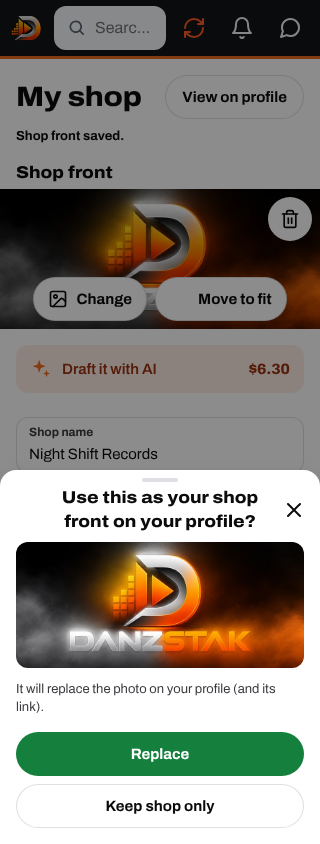 Searc...
My shop
View on profile
Shop front saved.
Shop front
Change
Move to fit
Draft it with AI
$6.30
Shop name
Night Shift Records
Use this as your shop
front on your profile?
DANZSTAK
It will replace the photo on your profile (and its
link).
Replace
Keep shop only